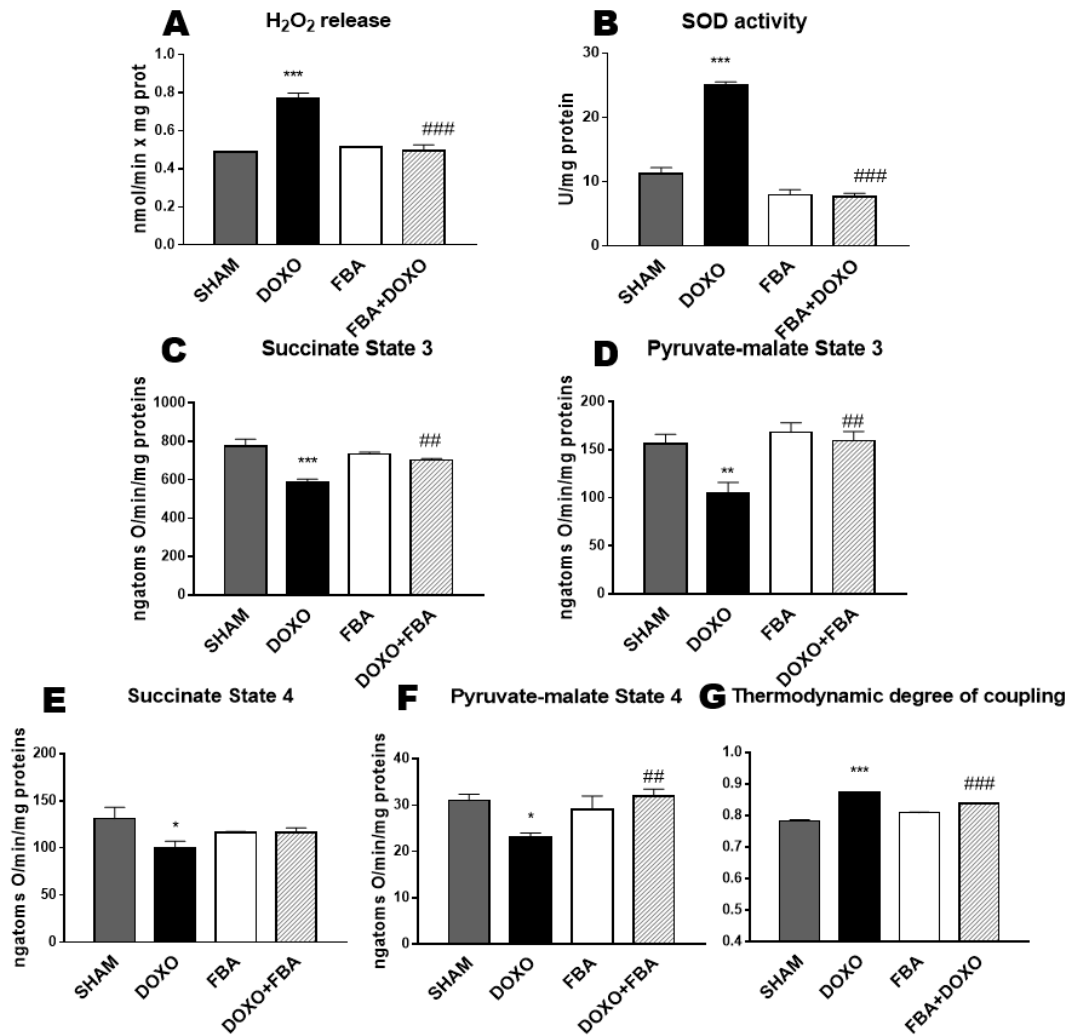 A
H₂O₂ release
nmol/min x mg prot
1.0
0.8
0.6
0.4
0.2
0.0
***
###
SHAM
DOXO
FBA
FBA+DOXO
B
SOD activity
U/mg protein
30
20
10
0
***
###
SHAM
DOXO
FBA
FBA+DOXO
C
Succinate State 3
ngatoms O/min/mg proteins
1000
800
600
400
200
0
***
##
SHAM
DOXO
FBA
DOXO+FBA
D
Pyruvate-malate State 3
ngatoms O/min/mg proteins
200
150
100
50
0
**
##
SHAM
DOXO
FBA
DOXO+FBA
E
Succinate State 4
ngatoms O/min/mg proteins
200
150
100
50
0
*
SHAM
DOXO
FBA
DOXO+FBA
F
Pyruvate-malate State 4
ngatoms O/min/mg proteins
40
30
20
10
0
*
##
SHAM
DOXO
FBA
DOXO+FBA
G
Thermodynamic degree of coupling
1.0
0.9
0.8
0.7
0.6
0.5
0.4
***
###
SHAM
DOXO
FBA
FBA+DOXO